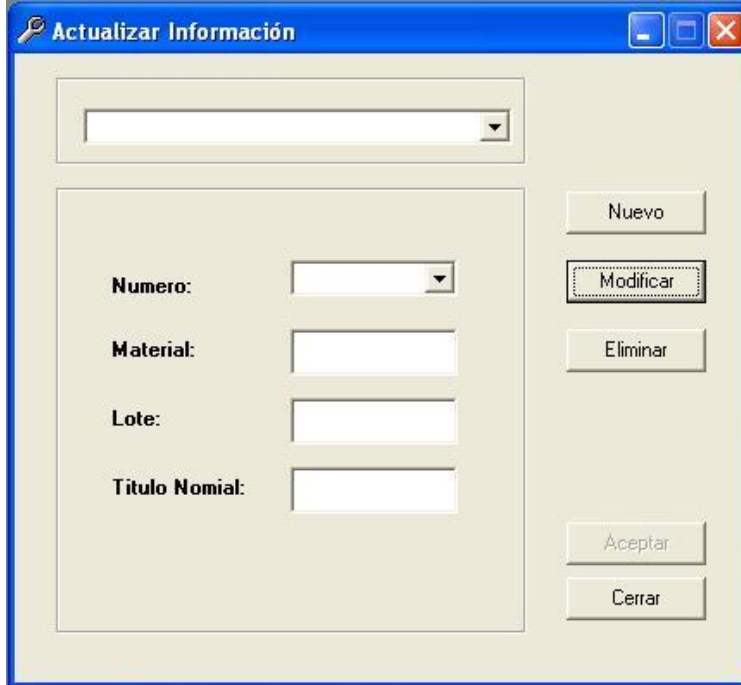 Actualizar Información
Nuevo
Numero:
Modificar
Material:
Eliminar
Lote:
Titulo Nomial:
Aceptar
Cerrar